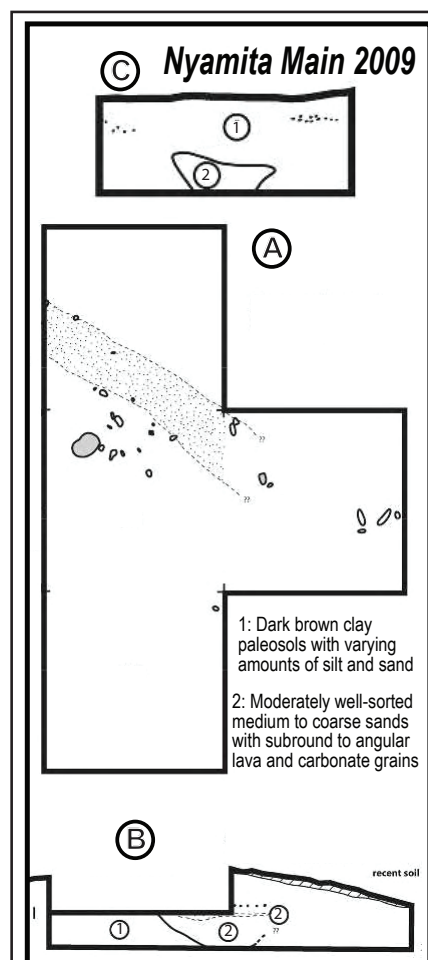 Nyamita Main 2009
C
1
2
A
??
??
1: Dark brown clay
paleosols with varying
amounts of silt and sand
2: Moderately well-sorted
medium to coarse sands
with subround to angular
lava and carbonate grains
B
recent soil
1
2
2
??